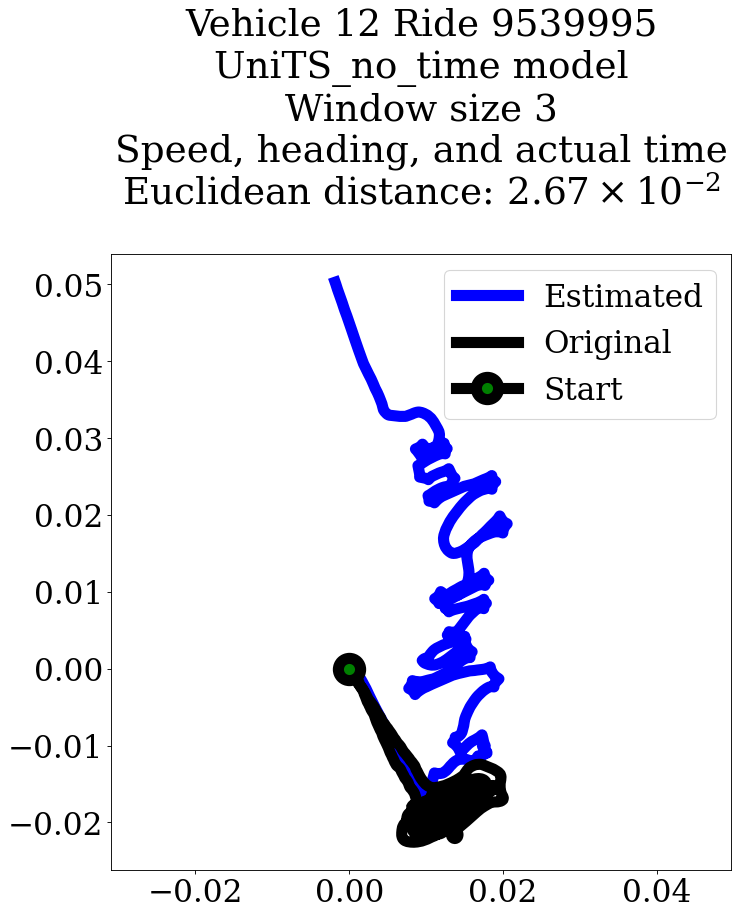 Vehicle 12 Ride 9539995
UniTS_no_time model
Window size 3
Speed, heading, and actual time
Euclidean distance: 2.67 × 10⁻²
Estimated
Original
Start
0.05
0.04
0.03
0.02
0.01
0.00
−0.01
−0.02
−0.02 0.00 0.02 0.04